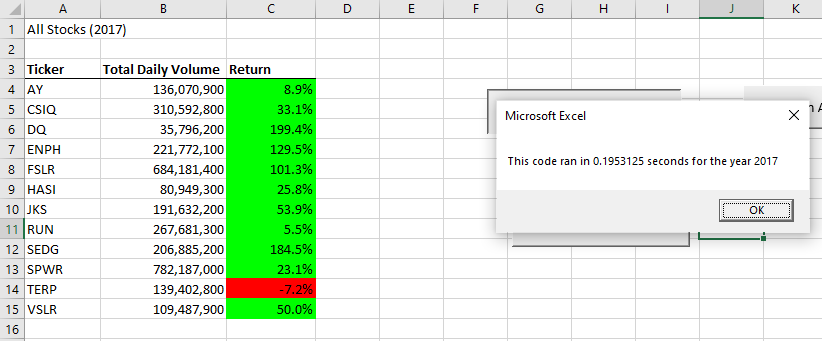 A B C D E F G H I J K
1 All Stocks (2017)
2
3 Ticker Total Daily Volume Return
4 AY 136,070,900 8.9%
5 CSIQ 310,592,800 33.1%
6 DQ 35,796,200 199.4%
7 ENPH 221,772,100 129.5%
8 FSLR 684,181,400 101.3%
9 HASI 80,949,300 25.8%
10 JKS 191,632,200 53.9%
11 RUN 267,681,300 5.5%
12 SEDG 206,885,200 184.5%
13 SPWR 782,187,000 23.1%
14 TERP 139,402,800 -7.2%
15 VSLR 109,487,900 50.0%
16
Microsoft Excel
This code ran in 0.1953125 seconds for the year 2017
OK